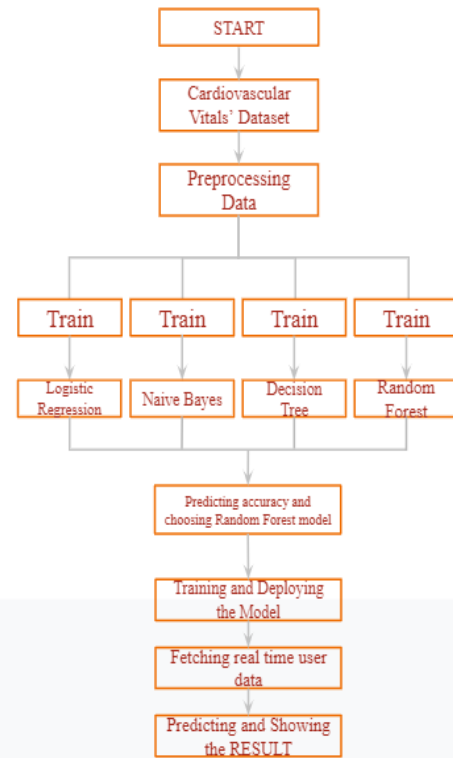 START
Cardiovascular
Vitals’ Dataset
Preprocessing
Data
Train
Train
Train
Train
Logistic
Regression
Naive Bayes
Decision
Tree
Random
Forest
Predicting accuracy and
choosing Random Forest model
Training and Deploying
the Model
Fetching real time user
data
Predicting and Showing
the RESULT